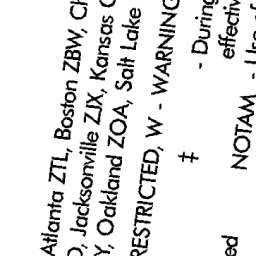 Atlanta ZTL, Boston ZBW,
Jacksonville ZJX, Kansas
Oakland ZOA, Salt Lake
RESTRICTED, W - WARNING
‡ - During
effectiv
NOTAM - Use of
ed